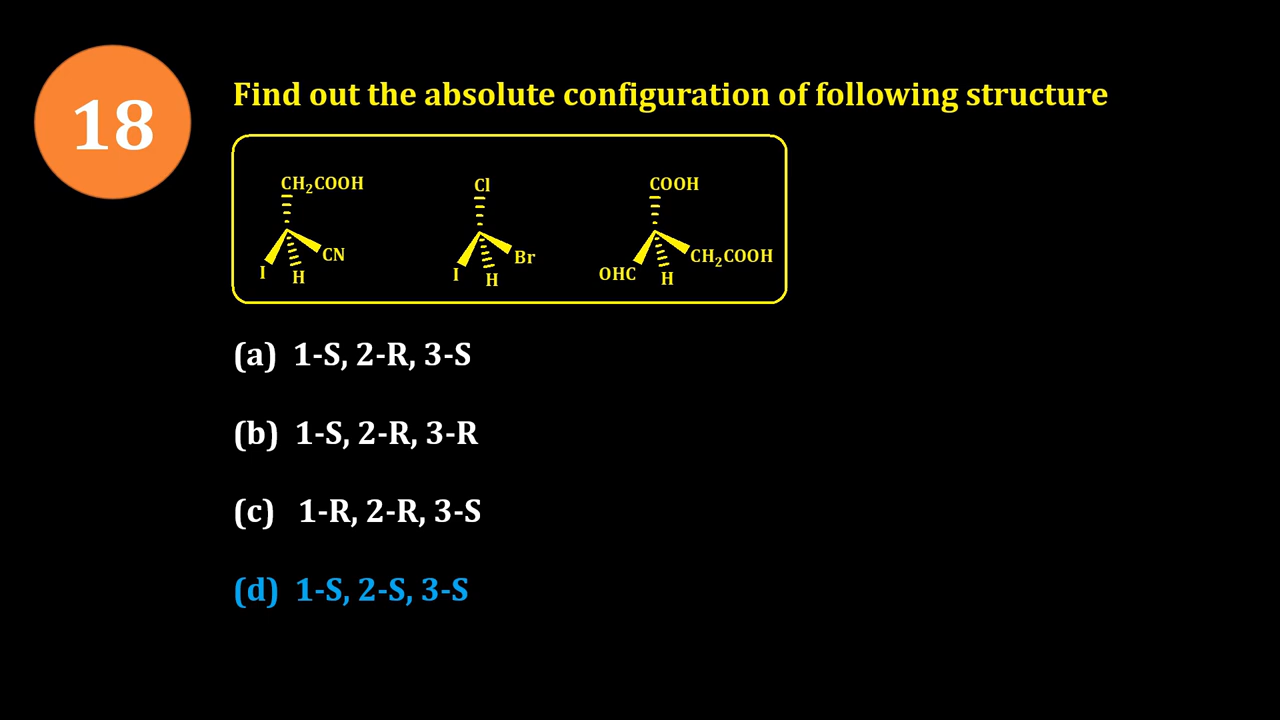 18
Find out the absolute configuration of following structure
CH₂COOH
I
H
CN
Cl
I
H
Br
COOH
OHC
H
CH₂COOH
(a) 1-S, 2-R, 3-S
(b) 1-S, 2-R, 3-R
(c) 1-R, 2-R, 3-S
(d) 1-S, 2-S, 3-S